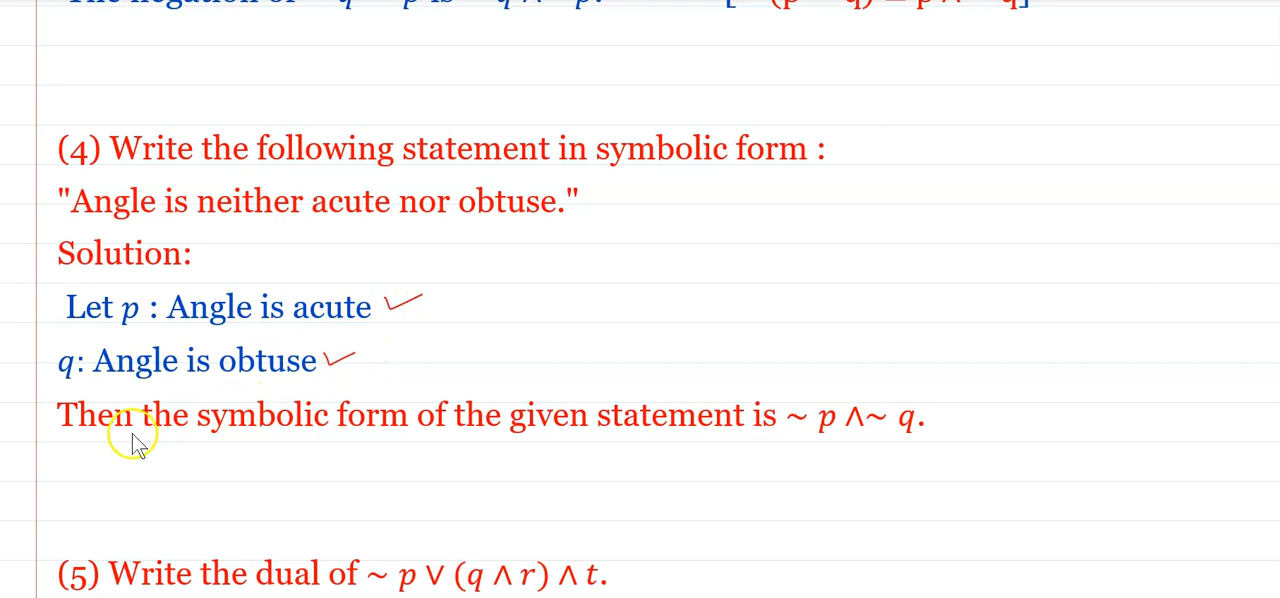 (4) Write the following statement in symbolic form :
"Angle is neither acute nor obtuse."
Solution:
Let p : Angle is acute
q: Angle is obtuse
Then the symbolic form of the given statement is ~ p ∧~ q.
(5) Write the dual of ~ p ∨ (q ∧ r) ∧ t.